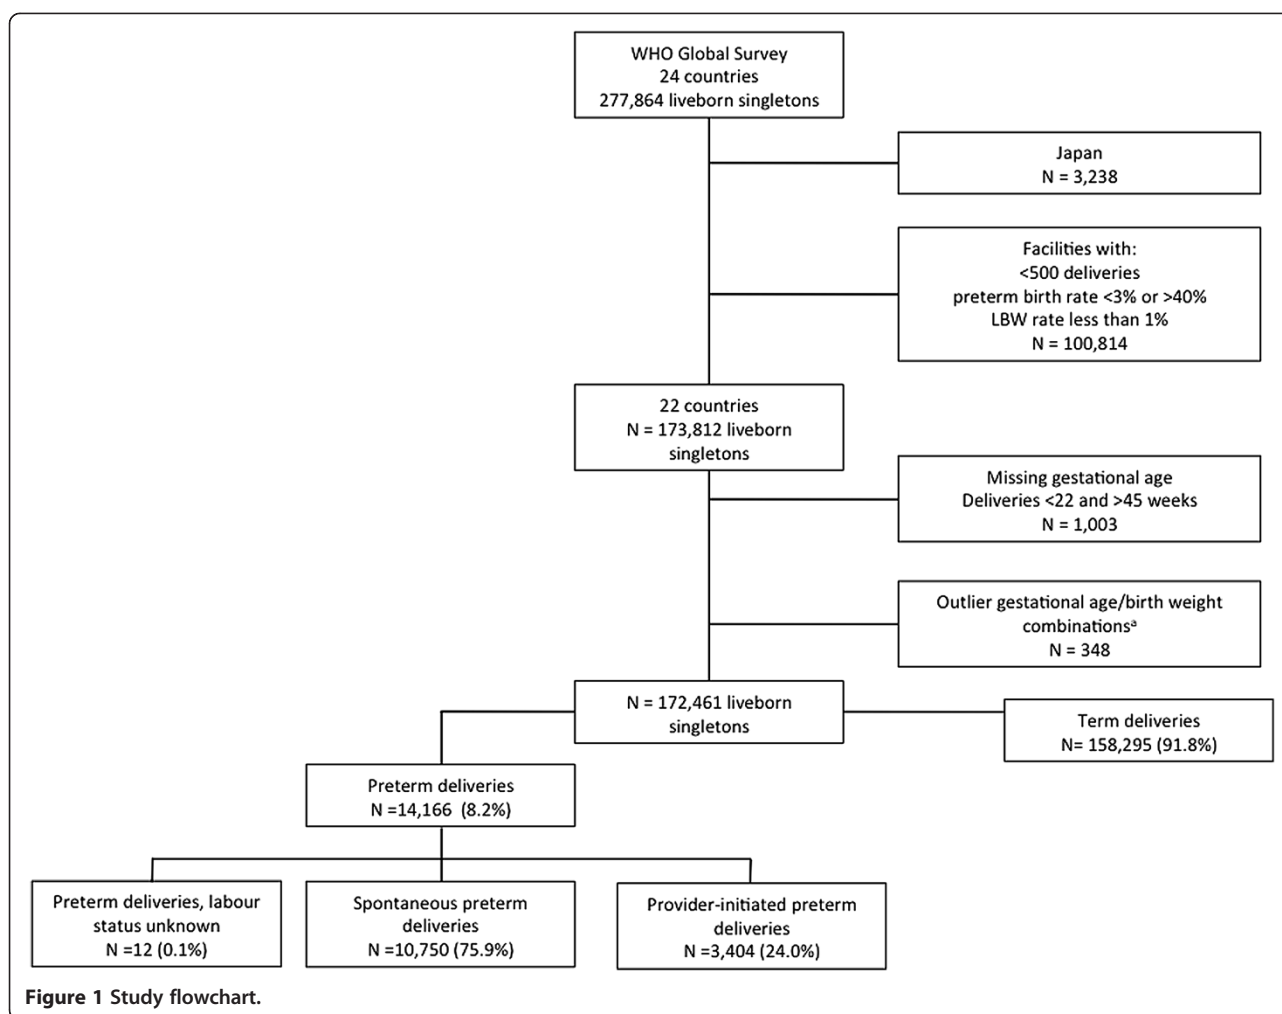 WHO Global Survey
24 countries
277,864 liveborn singletons
Japan
N = 3,238
Facilities with:
<500 deliveries
preterm birth rate <3% or >40%
LBW rate less than 1%
N = 100,814
22 countries
N = 173,812 liveborn
singletons
Missing gestational age
Deliveries <22 and >45 weeks
N = 1,003
Outlier gestational age/birth weight
combinationsᵃ
N = 348
N = 172,461 liveborn
singletons
Term deliveries
N= 158,295 (91.8%)
Preterm deliveries
N =14,166 (8.2%)
Preterm deliveries, labour
status unknown
N =12 (0.1%)
Spontaneous preterm
deliveries
N =10,750 (75.9%)
Provider-initiated preterm
deliveries
N =3,404 (24.0%)
Figure 1 Study flowchart.